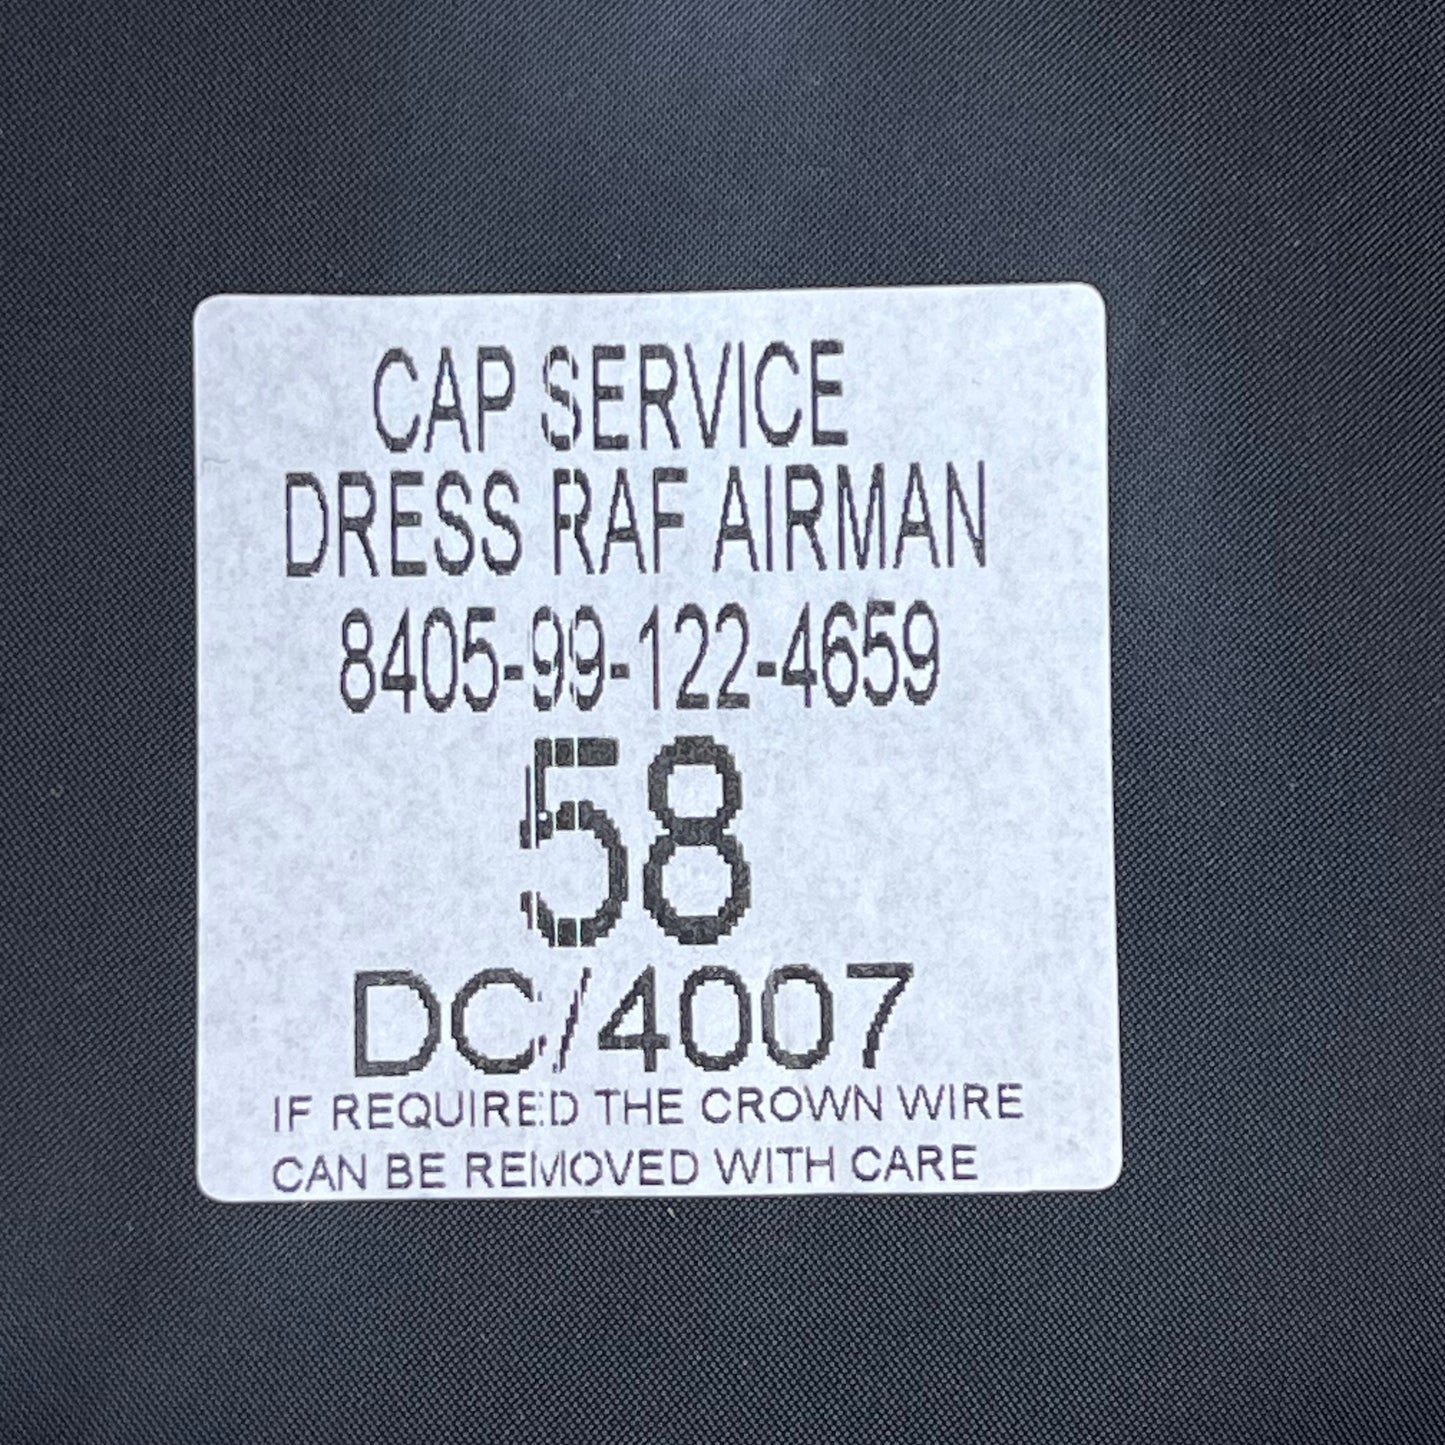 CAP SERVICE
DRESS RAF AIRMAN
8405-99-122-4659
58
DC/4007
IF REQUIRED THE CROWN WIRE
CAN BE REMOVED WITH CARE